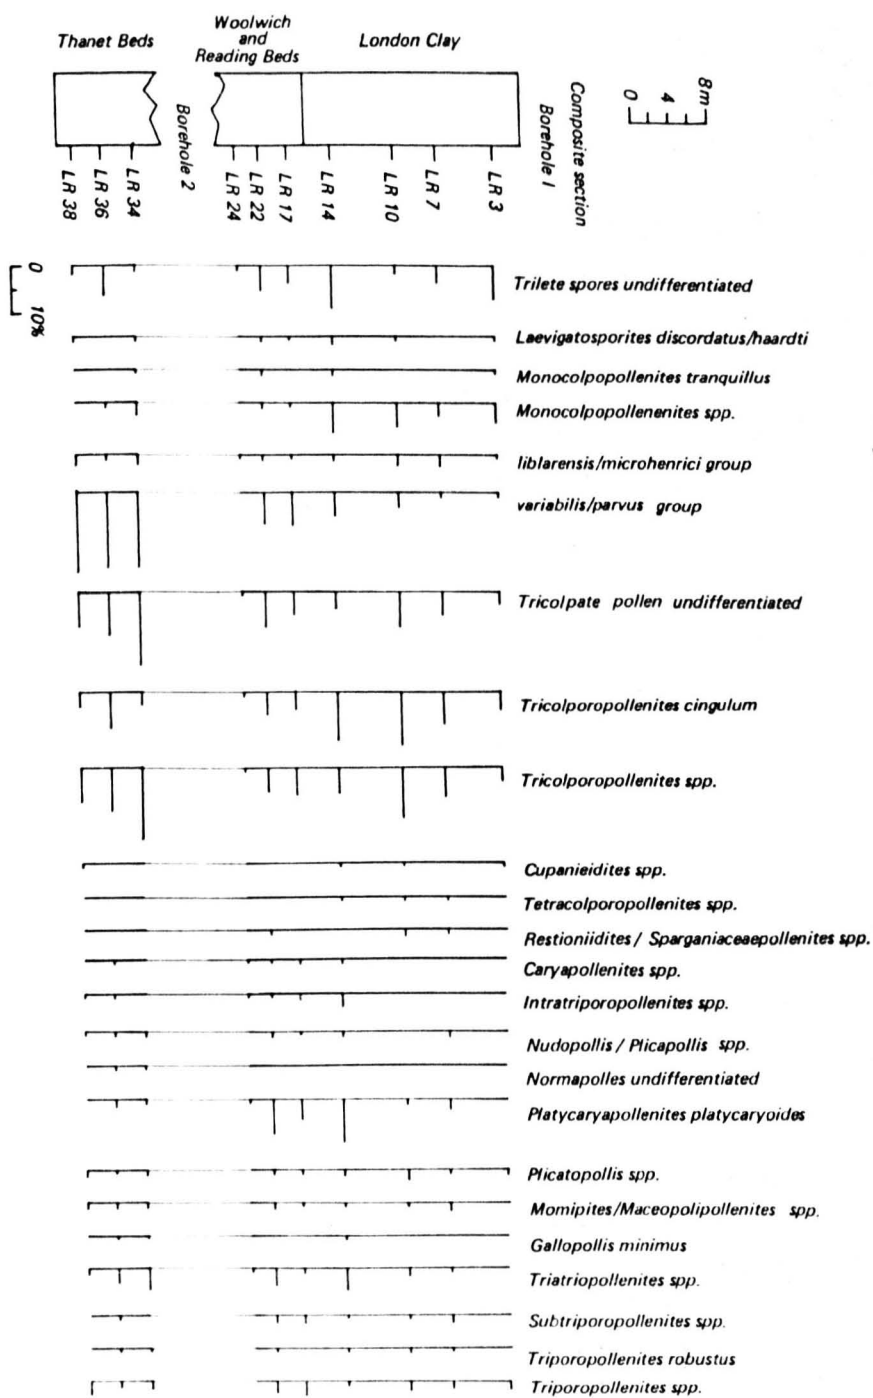 Thanet Beds
Woolwich
and
Reading Beds
London Clay
Composite section
Borehole 1
Borehole 2
0 4 8m
LR 38
LR 36
LR 34
LR 24
LR 22
LR 17
LR 14
LR 10
LR 7
LR 3
0 10%
Trilete spores undifferentiated
Laevigatosporites discordatus/haardti
Monocolpopollenites tranquillus
Monocolpopollenenites spp.
liblarensis/microhenrici group
variabilis/parvus group
Tricolpate pollen undifferentiated
Tricolporopollenites cingulum
Tricolporopollenites spp.
Cupanieidites spp.
Tetracolporopollenites spp.
Restioniidites / Sparganiaceaepollenites spp.
Caryapollenites spp.
Intratriporopollenites spp.
Nudopollis / Plicapollis spp.
Normapolles undifferentiated
Platycaryapollenites platycaryoides
Plicatopollis spp.
Momipites/Maceopolipollenites spp.
Gallopollis minimus
Triatriopollenites spp.
Subtriporopollenites spp.
Triporopollenites robustus
Triporopollenites spp.